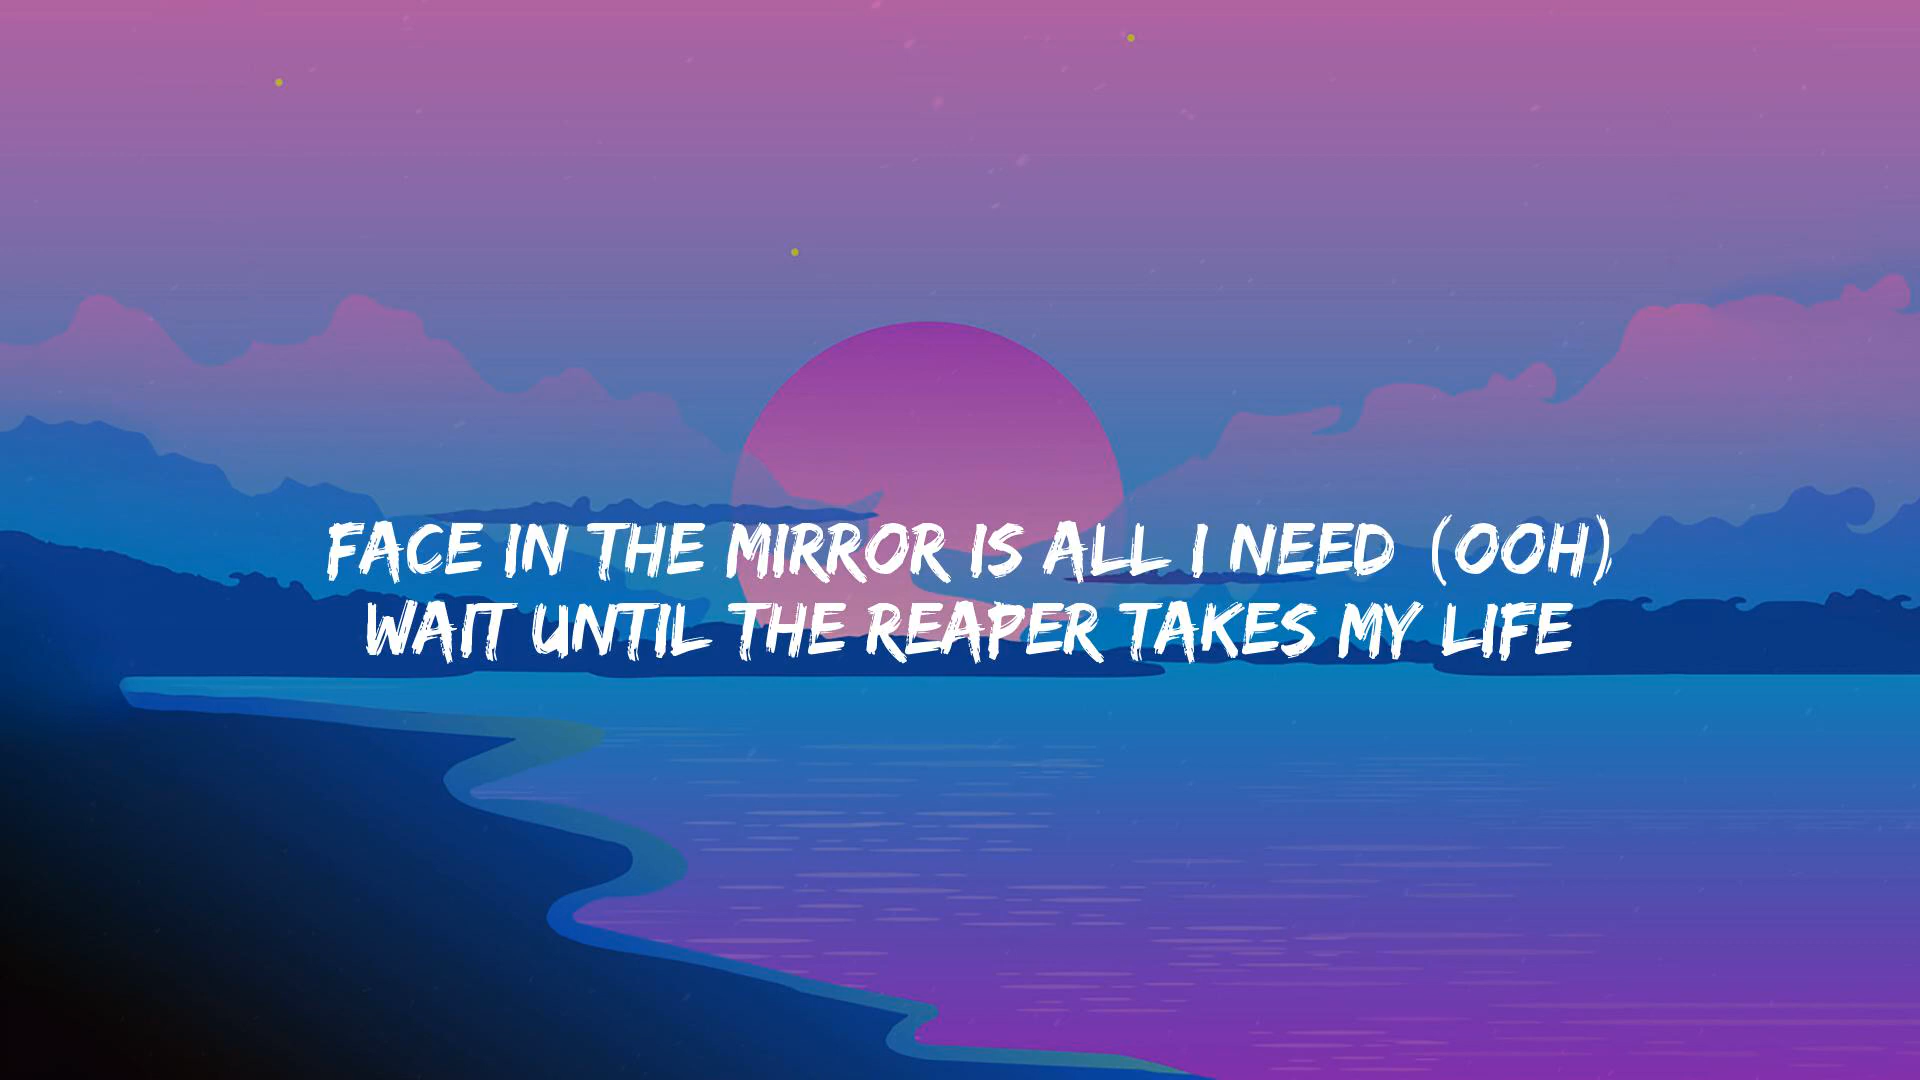 FACE IN THE MIRROR IS ALL I NEED (OOH)
WAIT UNTIL THE REAPER TAKES MY LIFE